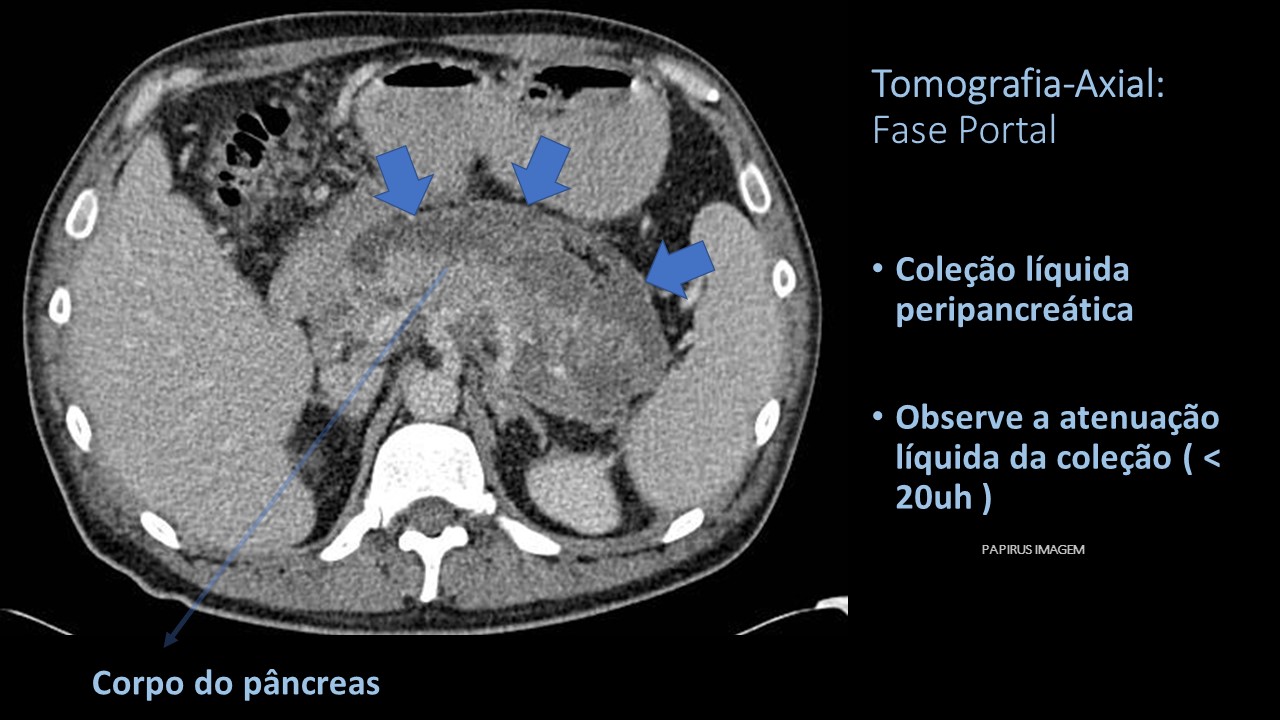 Tomografia-Axial:
Fase Portal
• Coleção líquida
peripancreática
• Observe a atenuação
líquida da coleção ( <
20uh )
PAPIRUS IMAGEM
Corpo do pâncreas